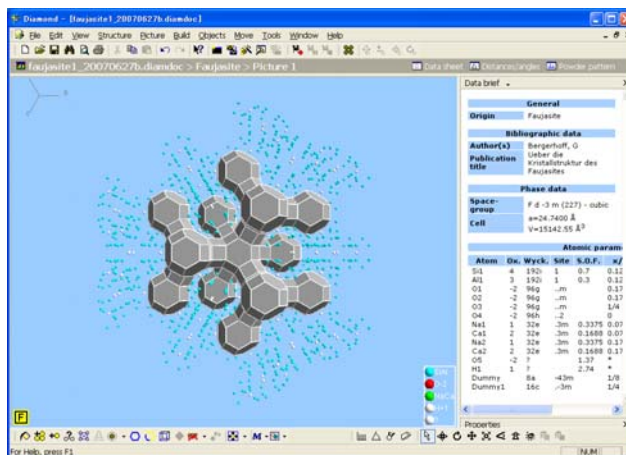 Diamond - [faujasite1_20070627b.diamdoc]
File Edit View Structure Picture Build Objects Move Tools Window Help
faujasite1_20070627b.diamdoc > Faujasite > Picture 1
Data sheet Distances/angles Powder pattern
Data brief
General
Origin Faujasite
Bibliographic data
Author(s) Bergerhoff, G
Publication title Ueber die Kristallstruktur des Faujasites
Phase data
Space-group F d -3 m (227) - cubic
Cell a=24.7400 Å
V=15142.55 Å3
Atomic param
Atom Ox. Wyck. Site S.O.F. x/
Si1 4 192i 1 0.7 0.12
Al1 3 192i 1 0.3 0.12
O1 -2 96g ..m 0.17
O2 -2 96g ..m 0.17
O3 -2 96g ..m 1/4
O4 -2 96h ..2 0
Na1 1 32e .3m 0.3375 0.07
Ca1 2 32e .3m 0.1688 0.07
Na2 1 32e .3m 0.3375 0.17
Ca2 2 32e .3m 0.1688 0.17
O5 -2 ? 1.37 *
H1 1 ? 2.74 *
Dummy 8a -43m 1/8
Dummy1 16c .-3m 1/4
Properties
F
For Help, press F1
NUM